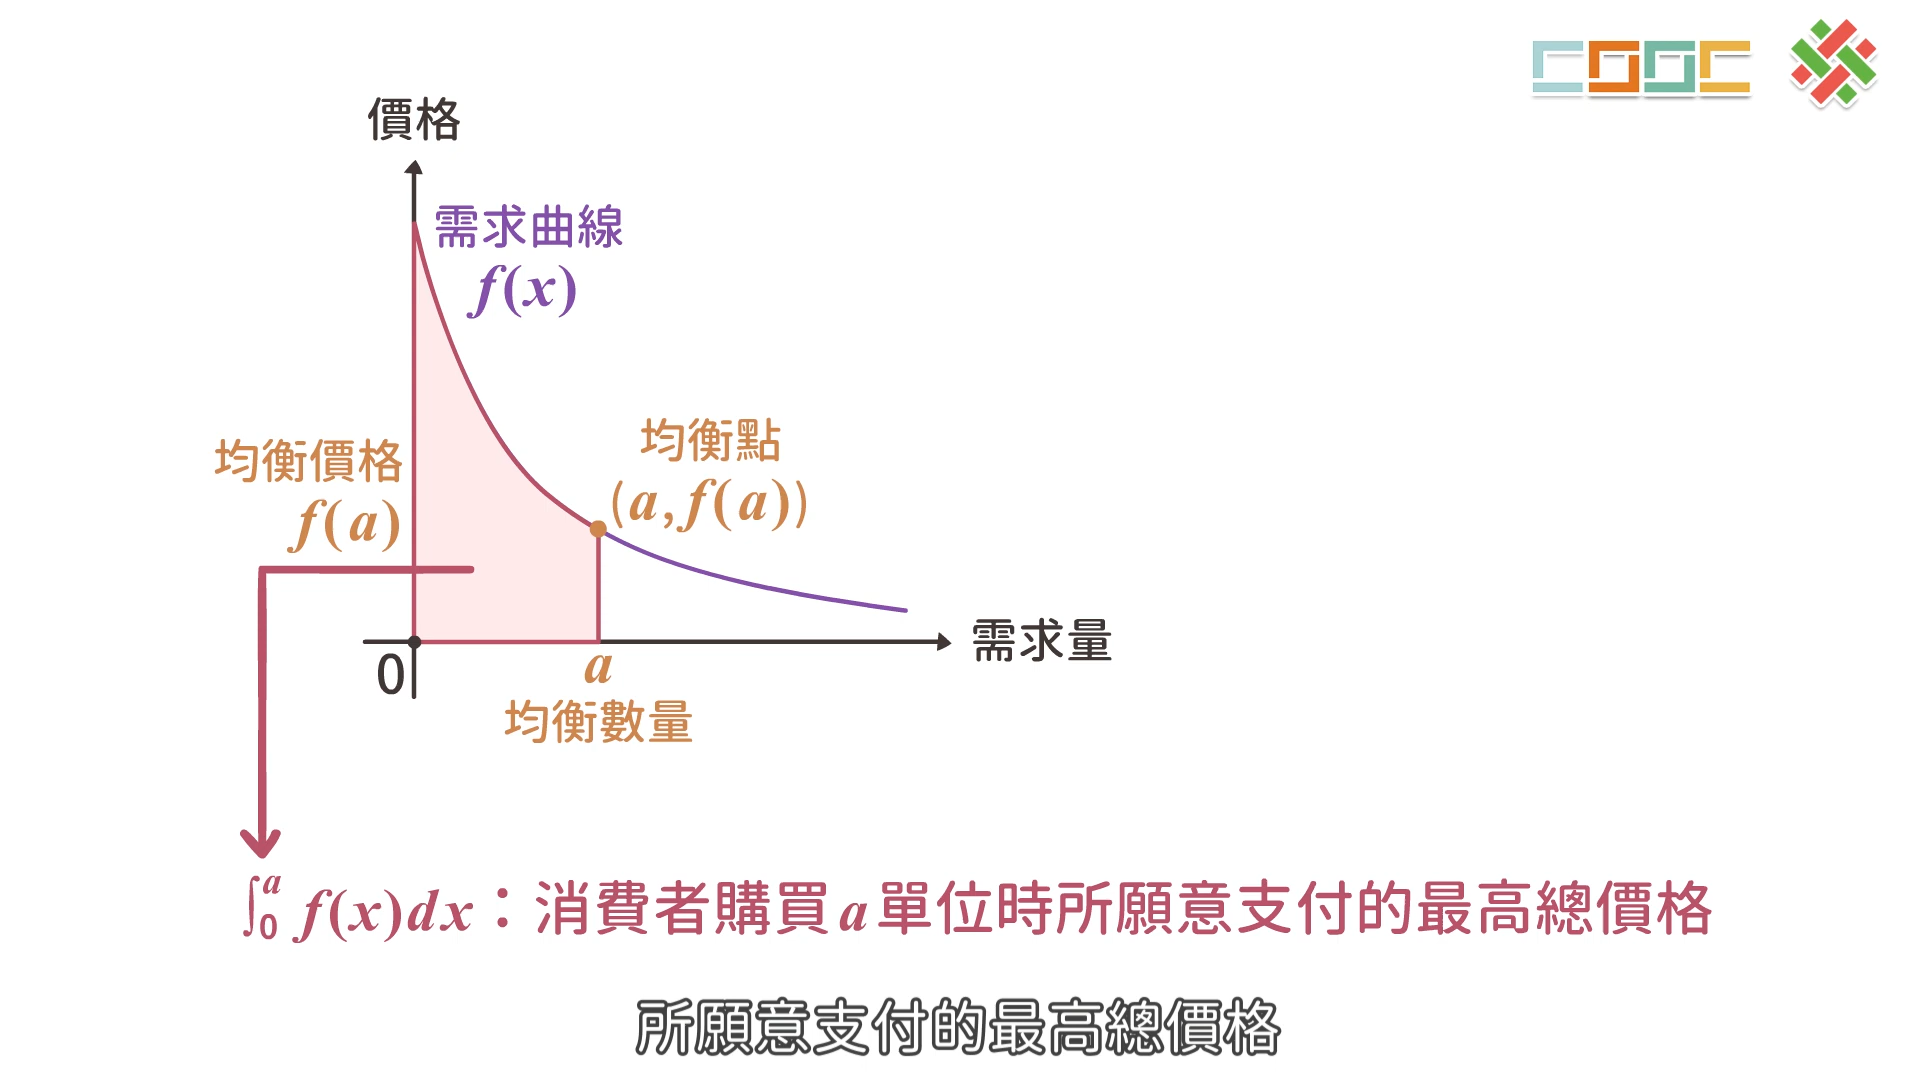 價格
需求曲線
f(x)
均衡點
(a,f(a))
均衡價格
f(a)
需求量
0
a
均衡數量
∫₀ᵃ f(x)dx：消費者購買a單位時所願意支付的最高總價格
所願意支付的最高總價格